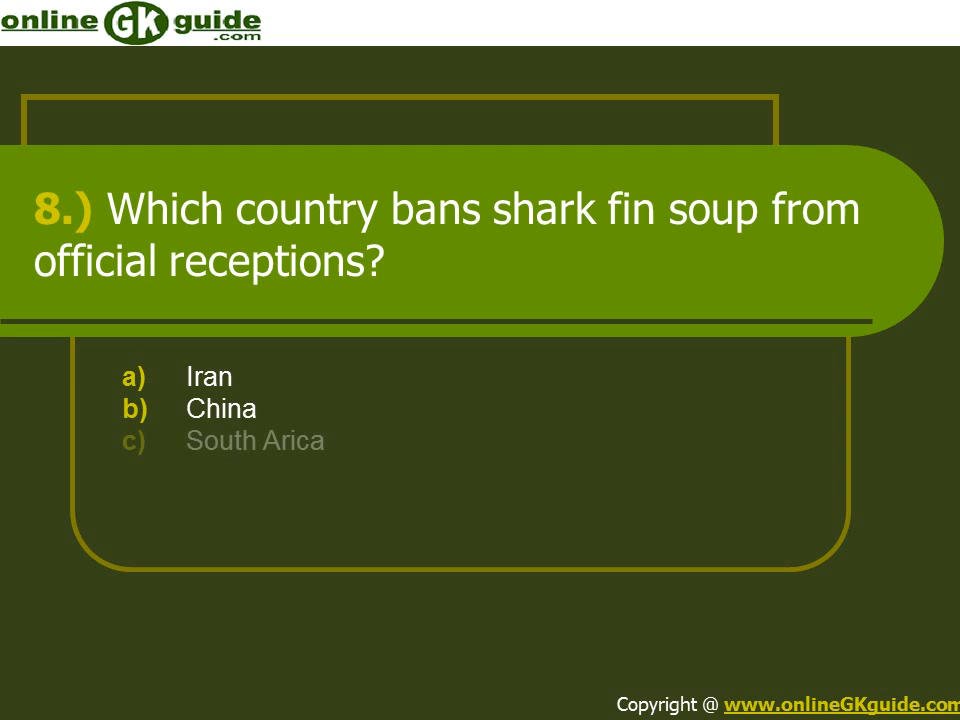 online GK guide
.com
8.) Which country bans shark fin soup from
official receptions?
a) Iran
b) China
c) South Arica
Copyright @ www.onlineGKguide.com